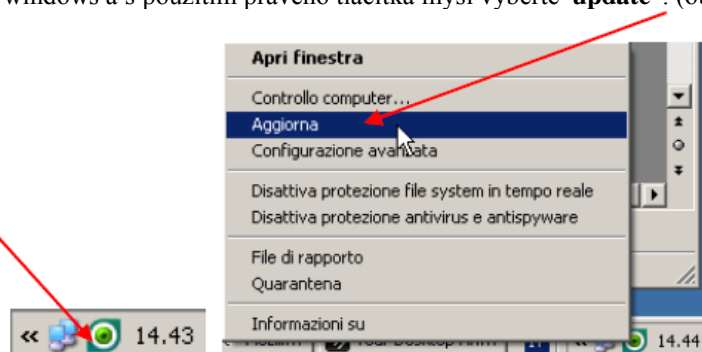 windows a s použitím pravého tlačítka myši vyberte "update". (
Apri finestra
Controllo computer...
Aggiorna
Configurazione avanzata
Disattiva protezione file system in tempo reale
Disattiva protezione antivirus e antispyware
File di rapporto
Quarantena
Informazioni su
« 14.43
« 14.44